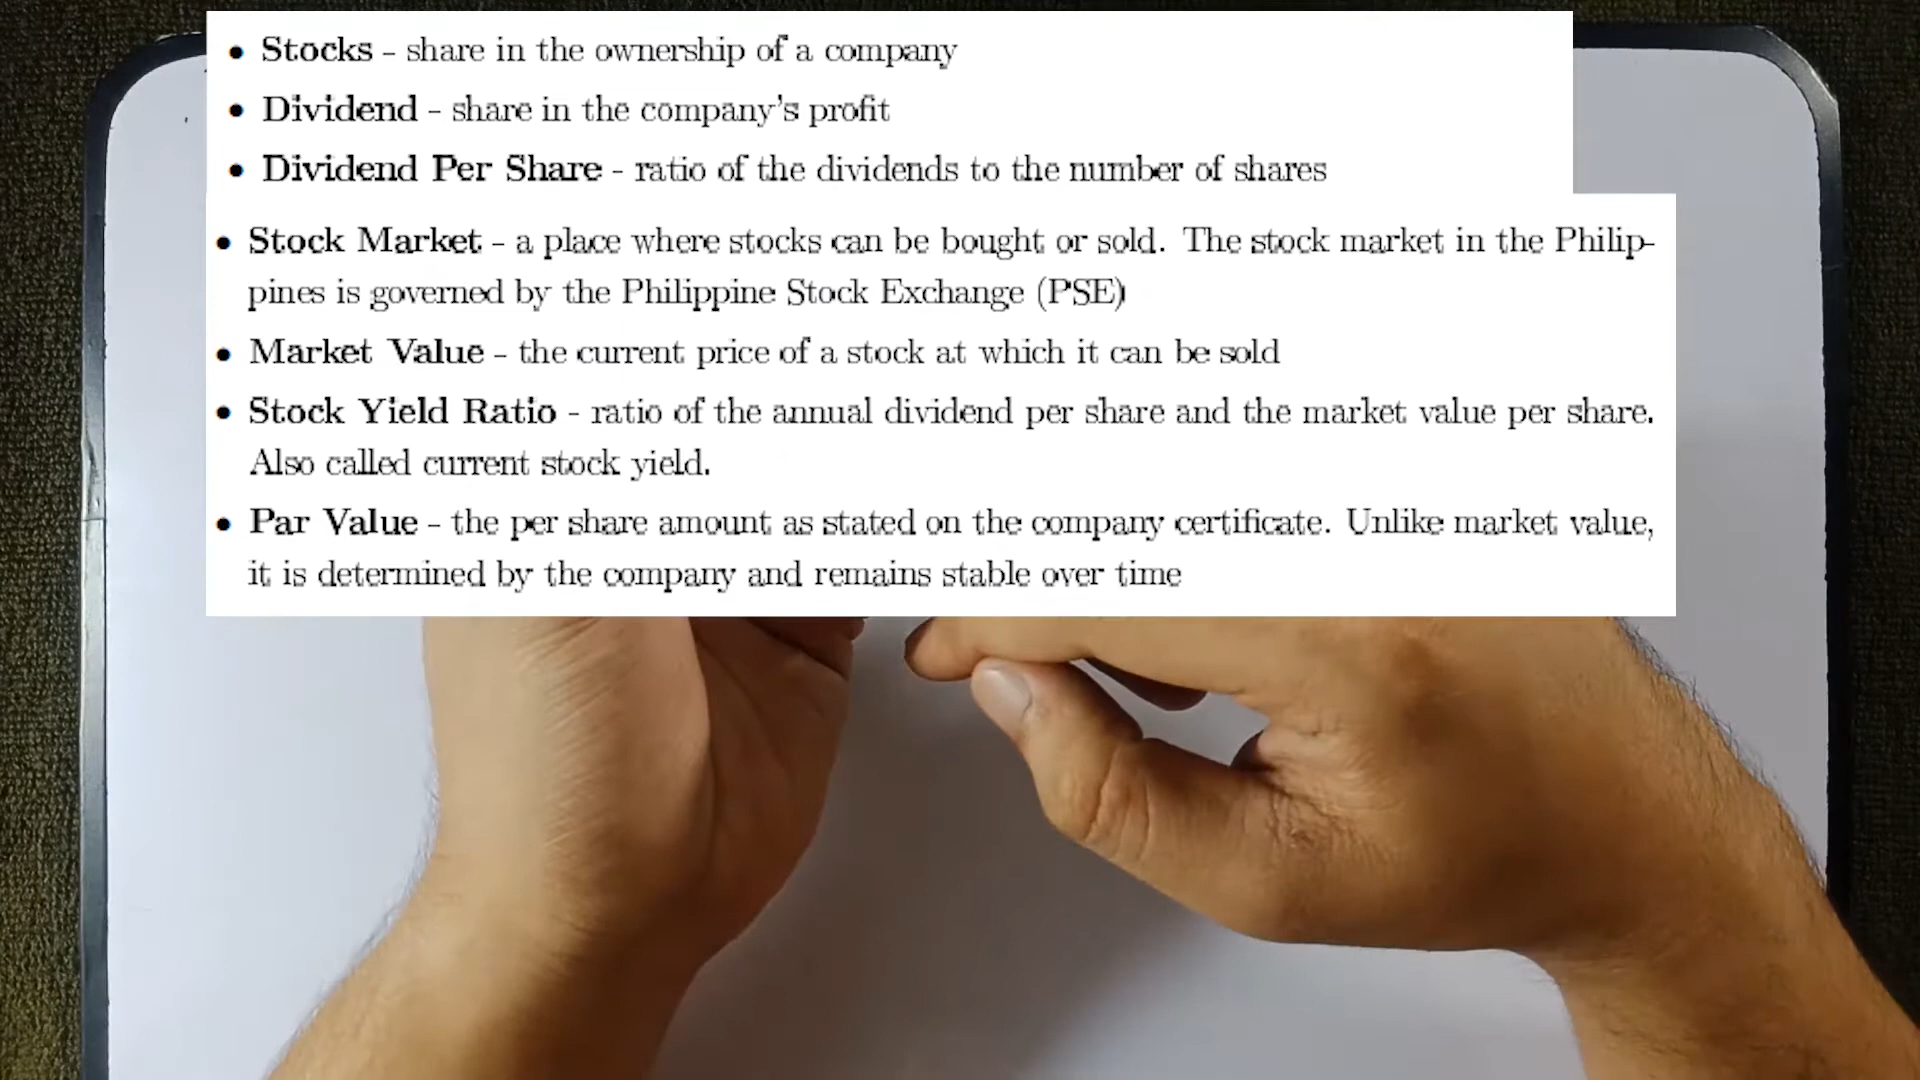 • Stocks - share in the ownership of a company
• Dividend - share in the company's profit
• Dividend Per Share - ratio of the dividends to the number of shares
• Stock Market - a place where stocks can be bought or sold. The stock market in the Philip-
pines is governed by the Philippine Stock Exchange (PSE)
• Market Value - the current price of a stock at which it can be sold
• Stock Yield Ratio - ratio of the annual dividend per share and the market value per share.
Also called current stock yield.
• Par Value - the per share amount as stated on the company certificate. Unlike market value,
it is determined by the company and remains stable over time